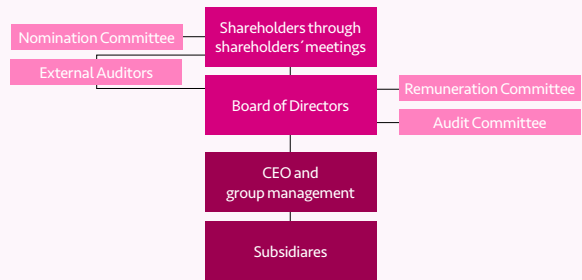 Shareholders through
shareholders´meetings
Nomination Committee
External Auditors
Board of Directors
Remuneration Committee
Audit Committee
CEO and
group management
Subsidiares